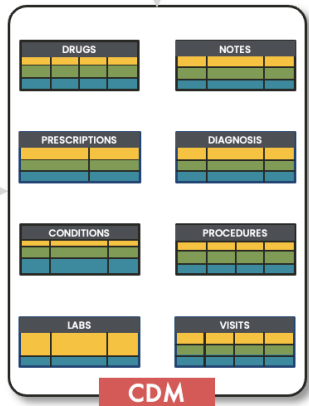 DRUGS
NOTES
PRESCRIPTIONS
DIAGNOSIS
CONDITIONS
PROCEDURES
LABS
VISITS
CDM